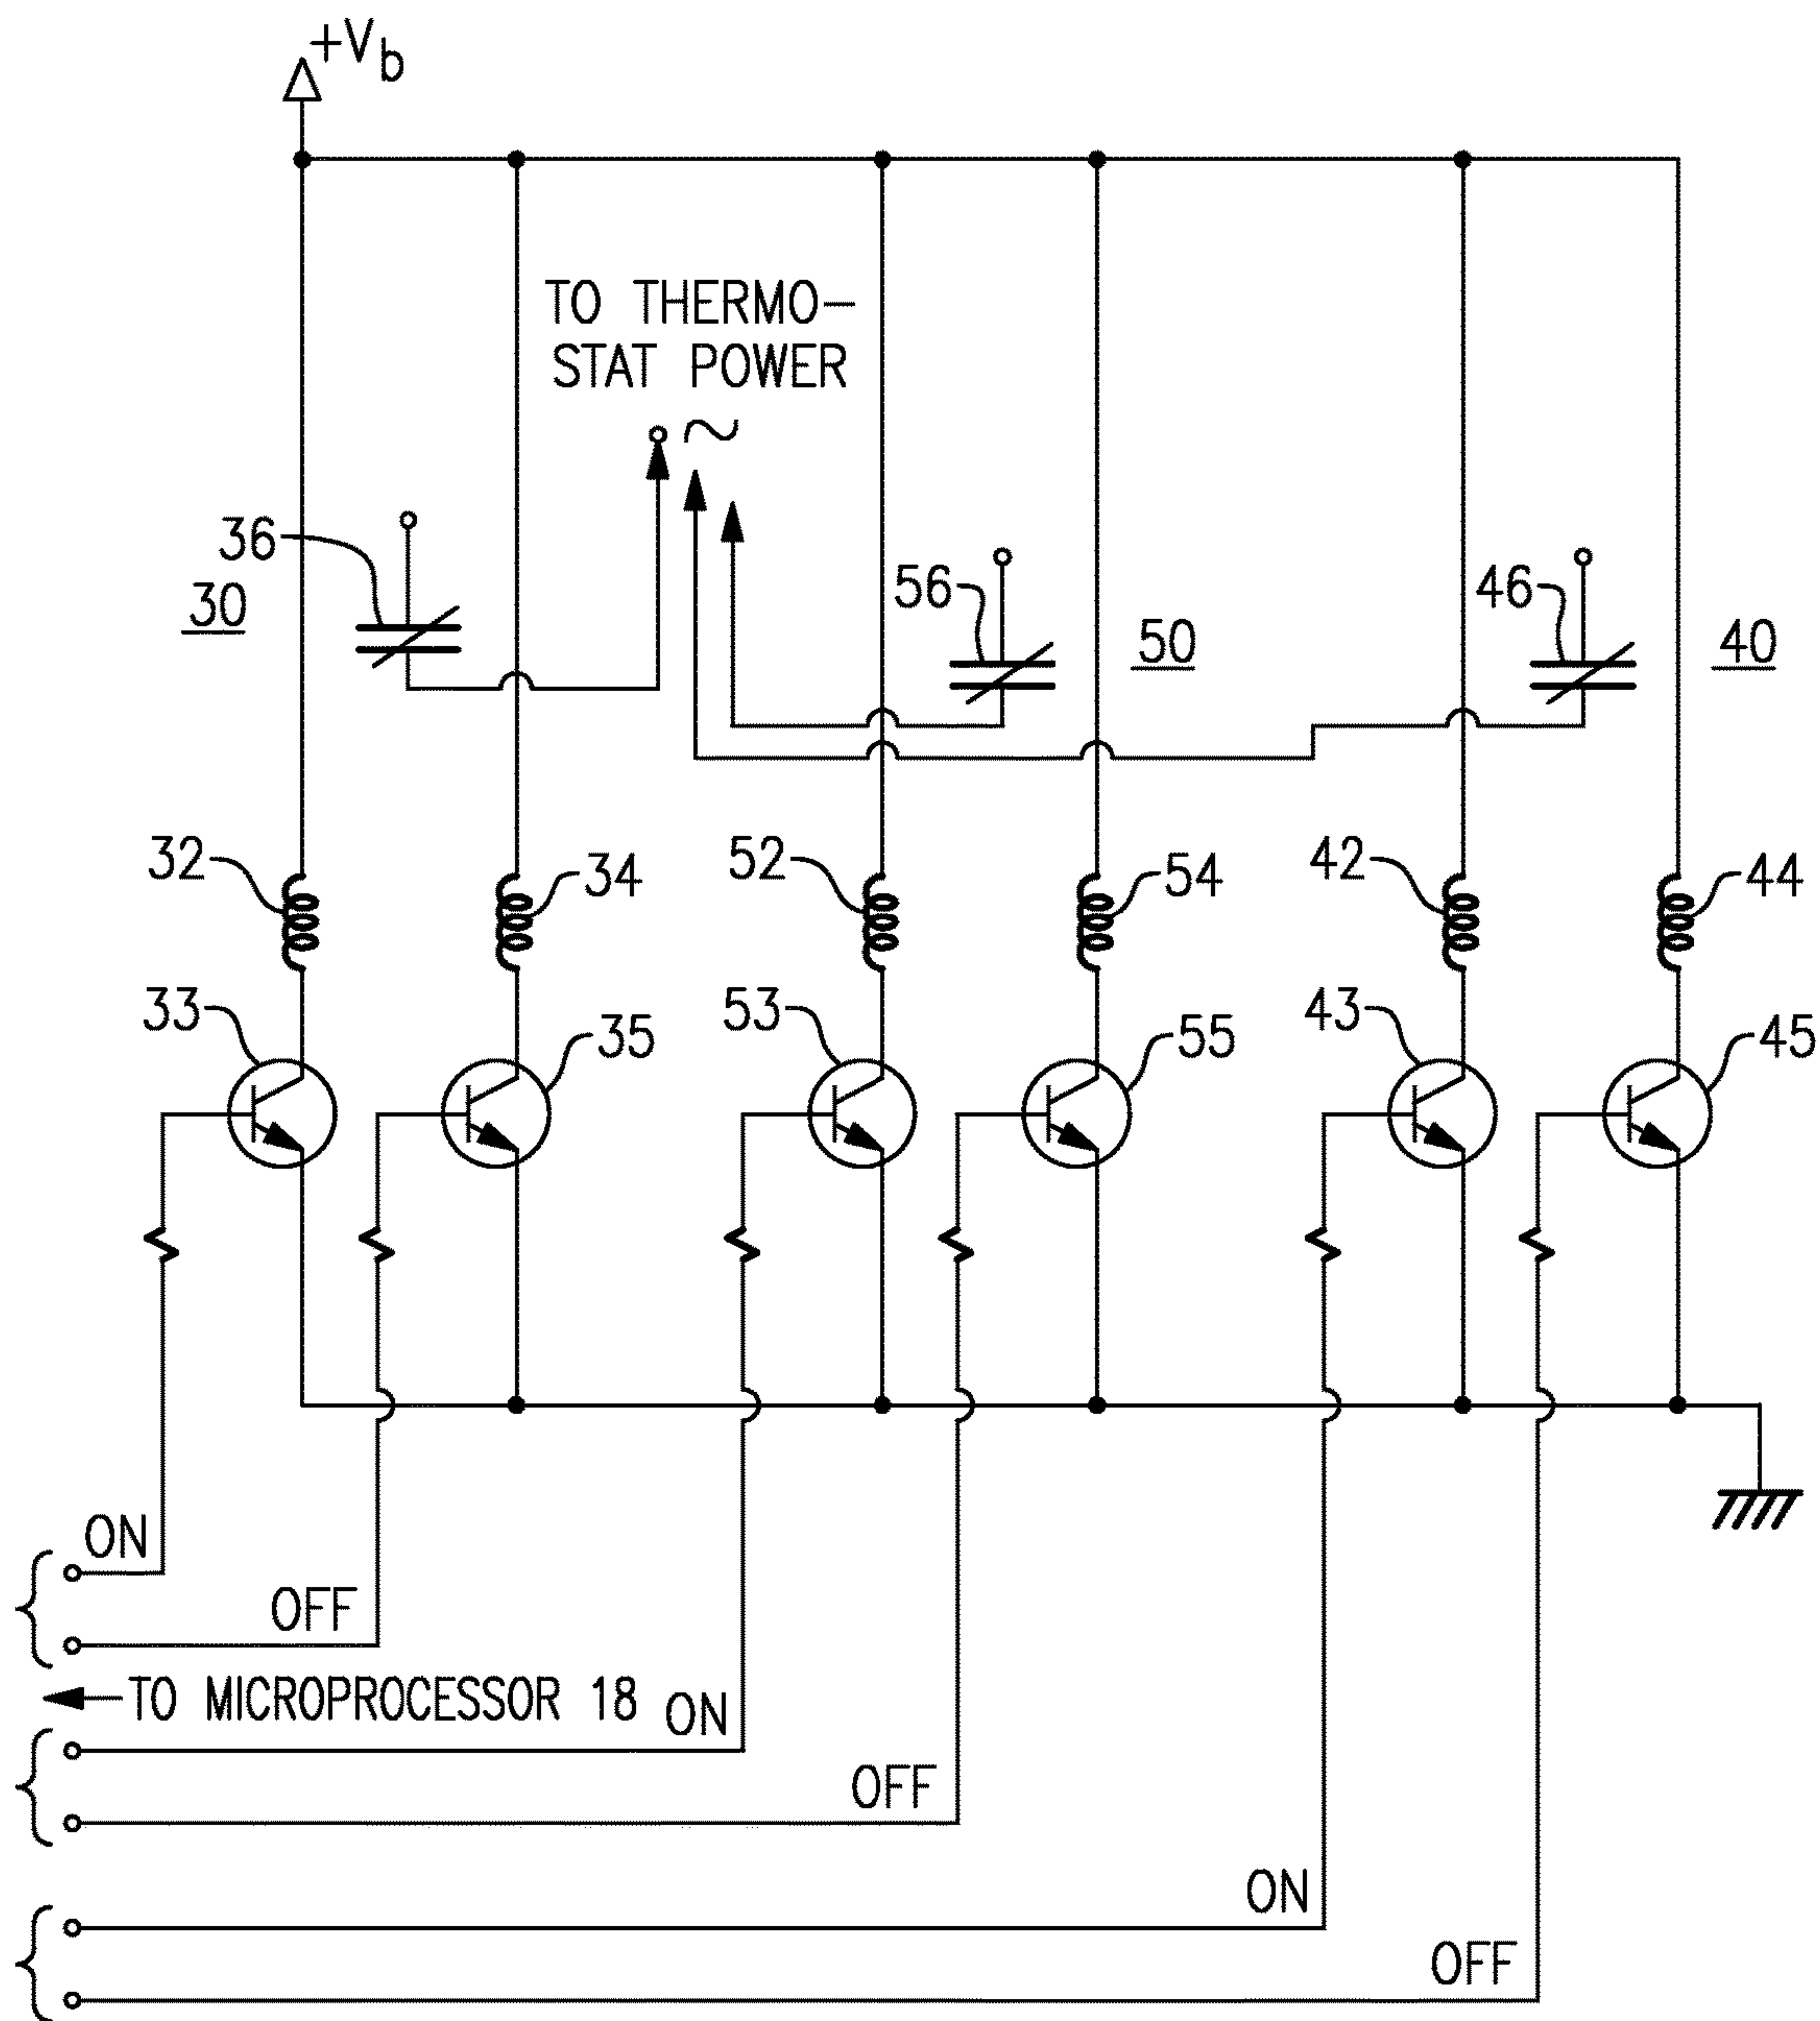 +Vb
TO THERMO-
STAT POWER
~
36
30
56
50
46
40
32
34
52
54
42
44
33
35
53
55
43
45
ON
OFF
TO MICROPROCESSOR 18
ON
OFF
ON
OFF